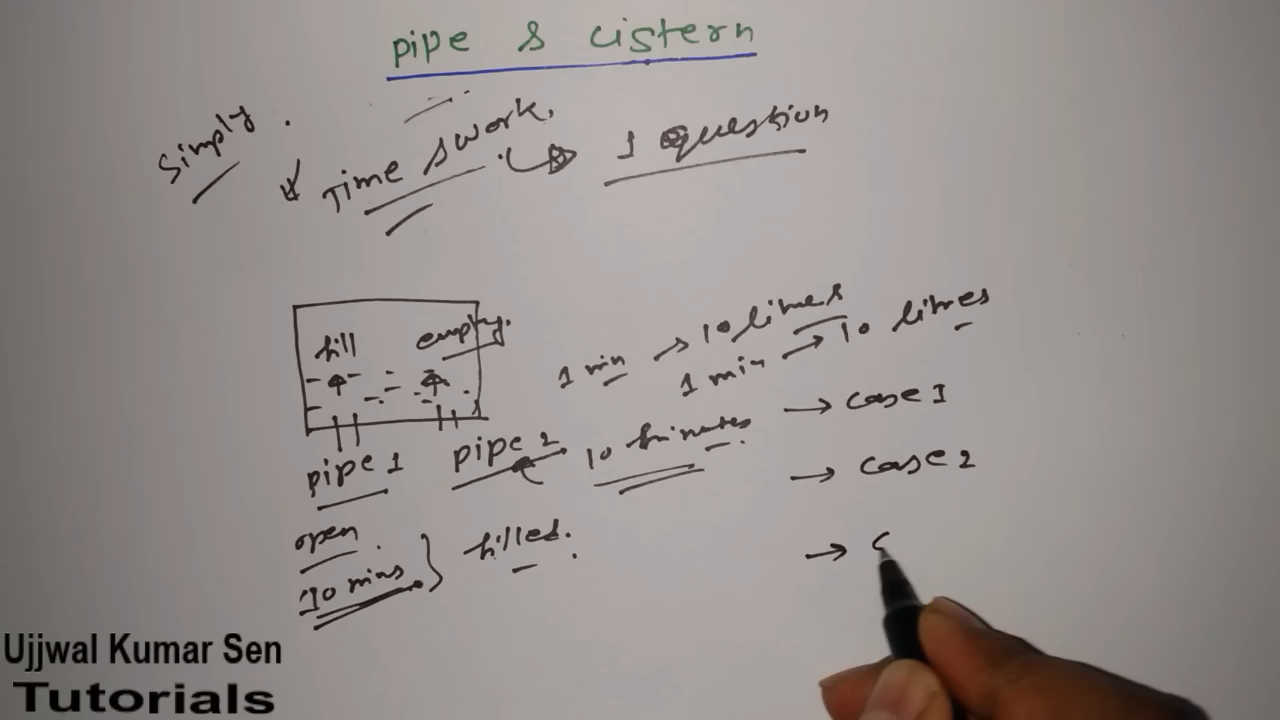 pipe & cistern
Simply.
Time & work. → 1 question
fill empty.
1 min → 10 litres
1 min → 10 litres
pipe 1 pipe 2 10 minutes → case 1
→ case 2
open
10 mins } filled.
→ c
Ujjwal Kumar Sen
Tutorials